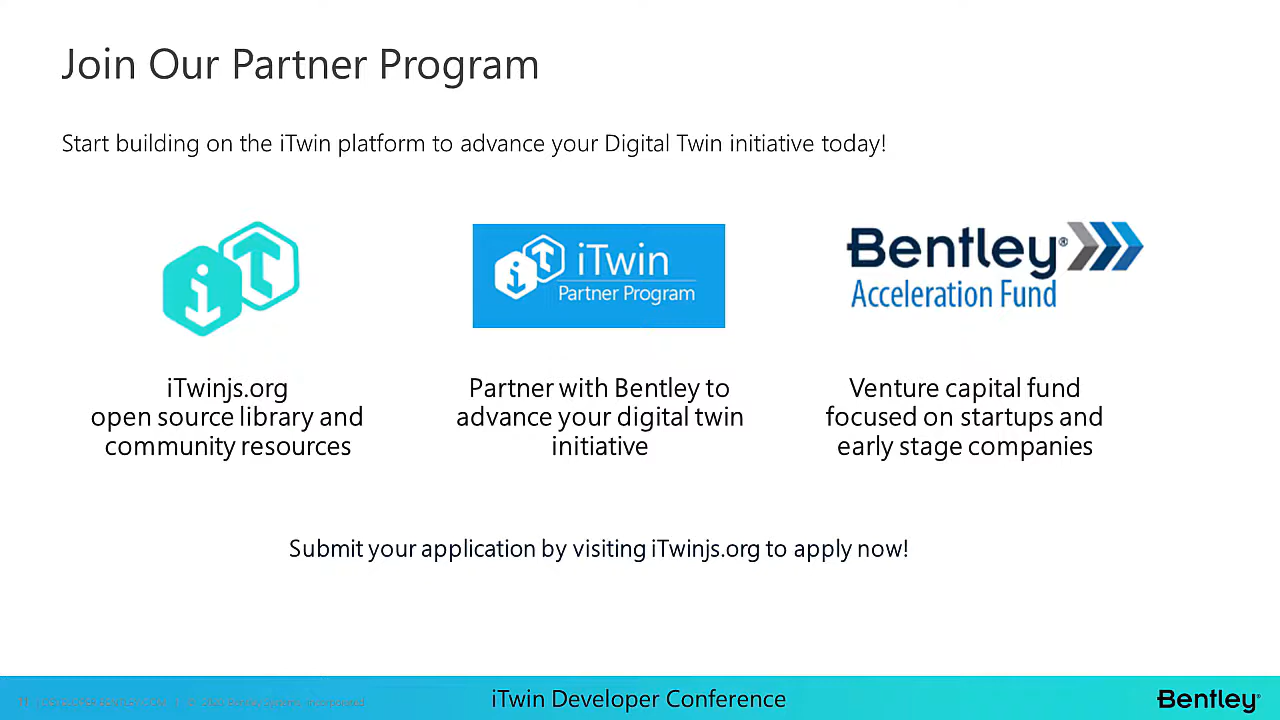 Join Our Partner Program
Start building on the iTwin platform to advance your Digital Twin initiative today!
iT
iT iTwin
Partner Program
Bentley®
Acceleration Fund
iTwinjs.org
open source library and
community resources
Partner with Bentley to
advance your digital twin
initiative
Venture capital fund
focused on startups and
early stage companies
Submit your application by visiting iTwinjs.org to apply now!
iTwin Developer Conference
Bentley®